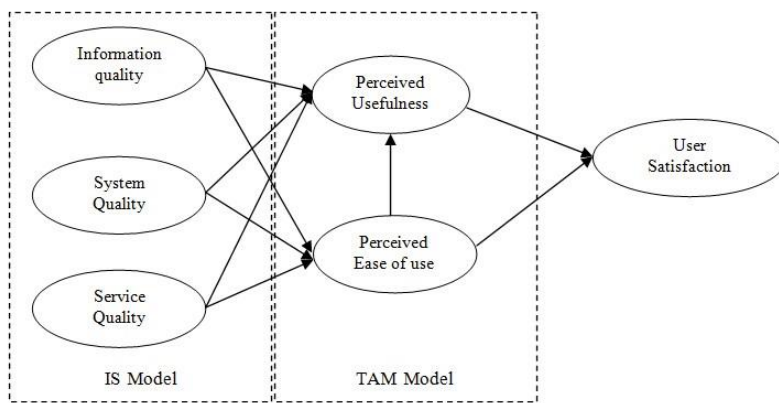 Information
quality
System
Quality
Service
Quality
IS Model
Perceived
Usefulness
Perceived
Ease of use
TAM Model
User
Satisfaction